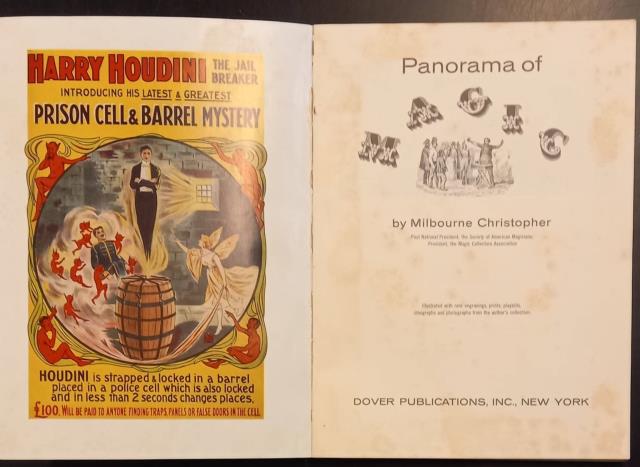 HARRY HOUDINI THE JAIL BREAKER
INTRODUCING HIS LATEST & GREATEST
PRISON CELL & BARREL MYSTERY
HOUDINI is strapped & locked in a barrel
placed in a police cell which is also locked
and in less than 2 seconds changes places.
£100. WILL BE PAID TO ANYONE FINDING TRAPS, PANELS OR FALSE DOORS IN THE CELL
Panorama of
MAGIC
by Milbourne Christopher
Past National President, the Society of American Magicians
President, the Magic Collectors Association
Illustrated with rare engravings, prints, playbills,
lithographs and photographs from the author's collection.
DOVER PUBLICATIONS, INC., NEW YORK